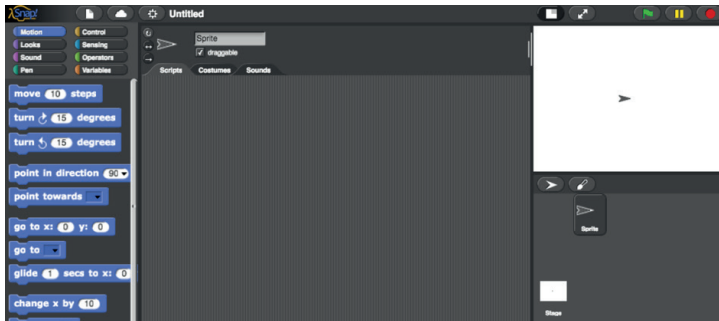 λSnap!
Untitled
Motion Control
Looks Sensing
Sound Operators
Pen Variables
Sprite
draggable
Scripts Costumes Sounds
move 10 steps
turn 15 degrees
turn 15 degrees
point in direction 90
point towards
go to x: 0 y: 0
go to
glide 1 secs to x: 0
change x by 10
Sprite
Stage